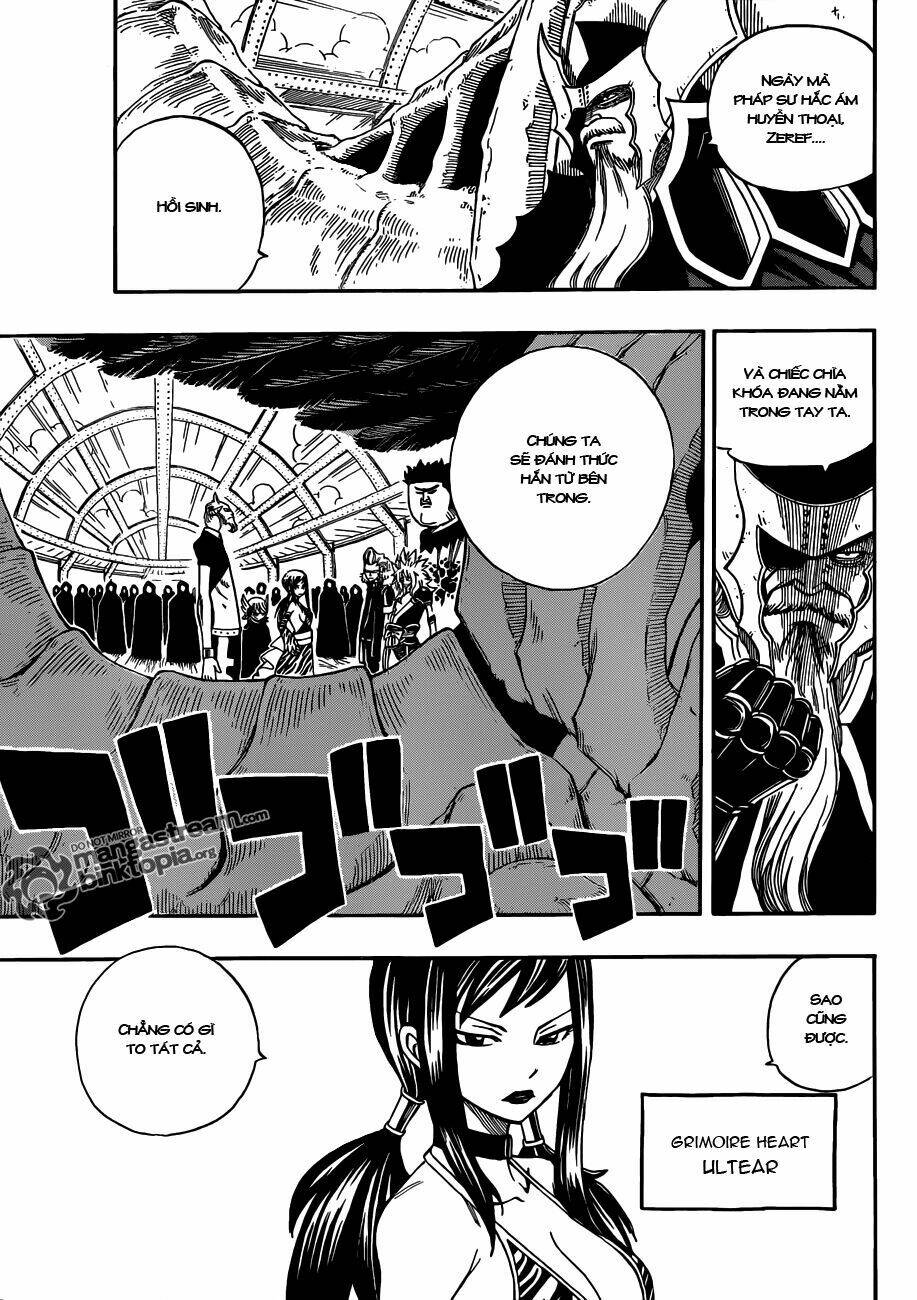 NGÀY MÀ
PHÁP SƯ HẮC ÁM
HUYỀN THOẠI,
ZEREF....
HỒI SINH.
VÀ CHIẾC CHÌA
KHÓA ĐANG NẰM
TRONG TAY TA.
CHÚNG TA
SẼ ĐÁNH THỨC
HẮN TỪ BÊN
TRONG.
ゴゴゴゴ
DO NOT MIRROR
mangastream.com
binktopia.org
SAO
CŨNG
ĐƯỢC.
CHẲNG CÓ GÌ
TO TÁT CẢ.
GRIMOIRE HEART
ULTEAR